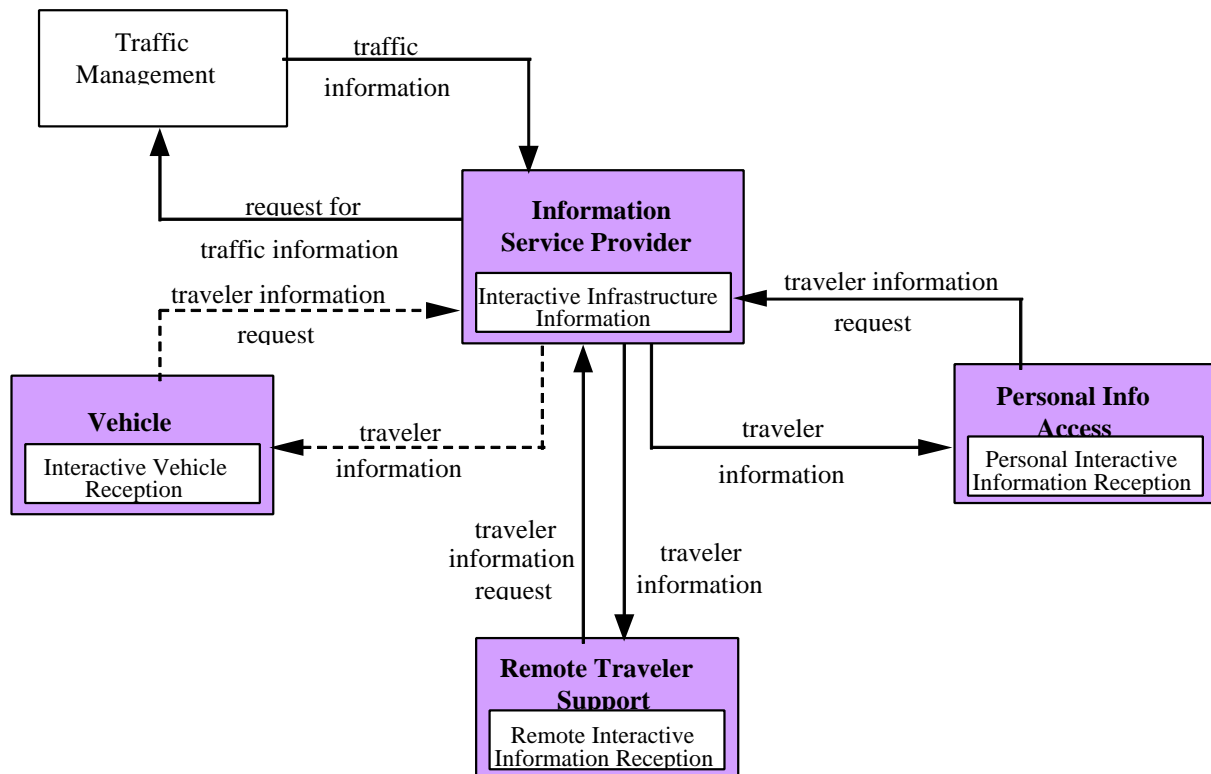 Traffic
Management
traffic
information
request for
traffic information
Information
Service Provider
Interactive Infrastructure
Information
traveler information
request
traveler information
request
Vehicle
Interactive Vehicle
Reception
traveler
information
traveler
information
Personal Info
Access
Personal Interactive
Information Reception
traveler
information
request
traveler
information
Remote Traveler
Support
Remote Interactive
Information Reception